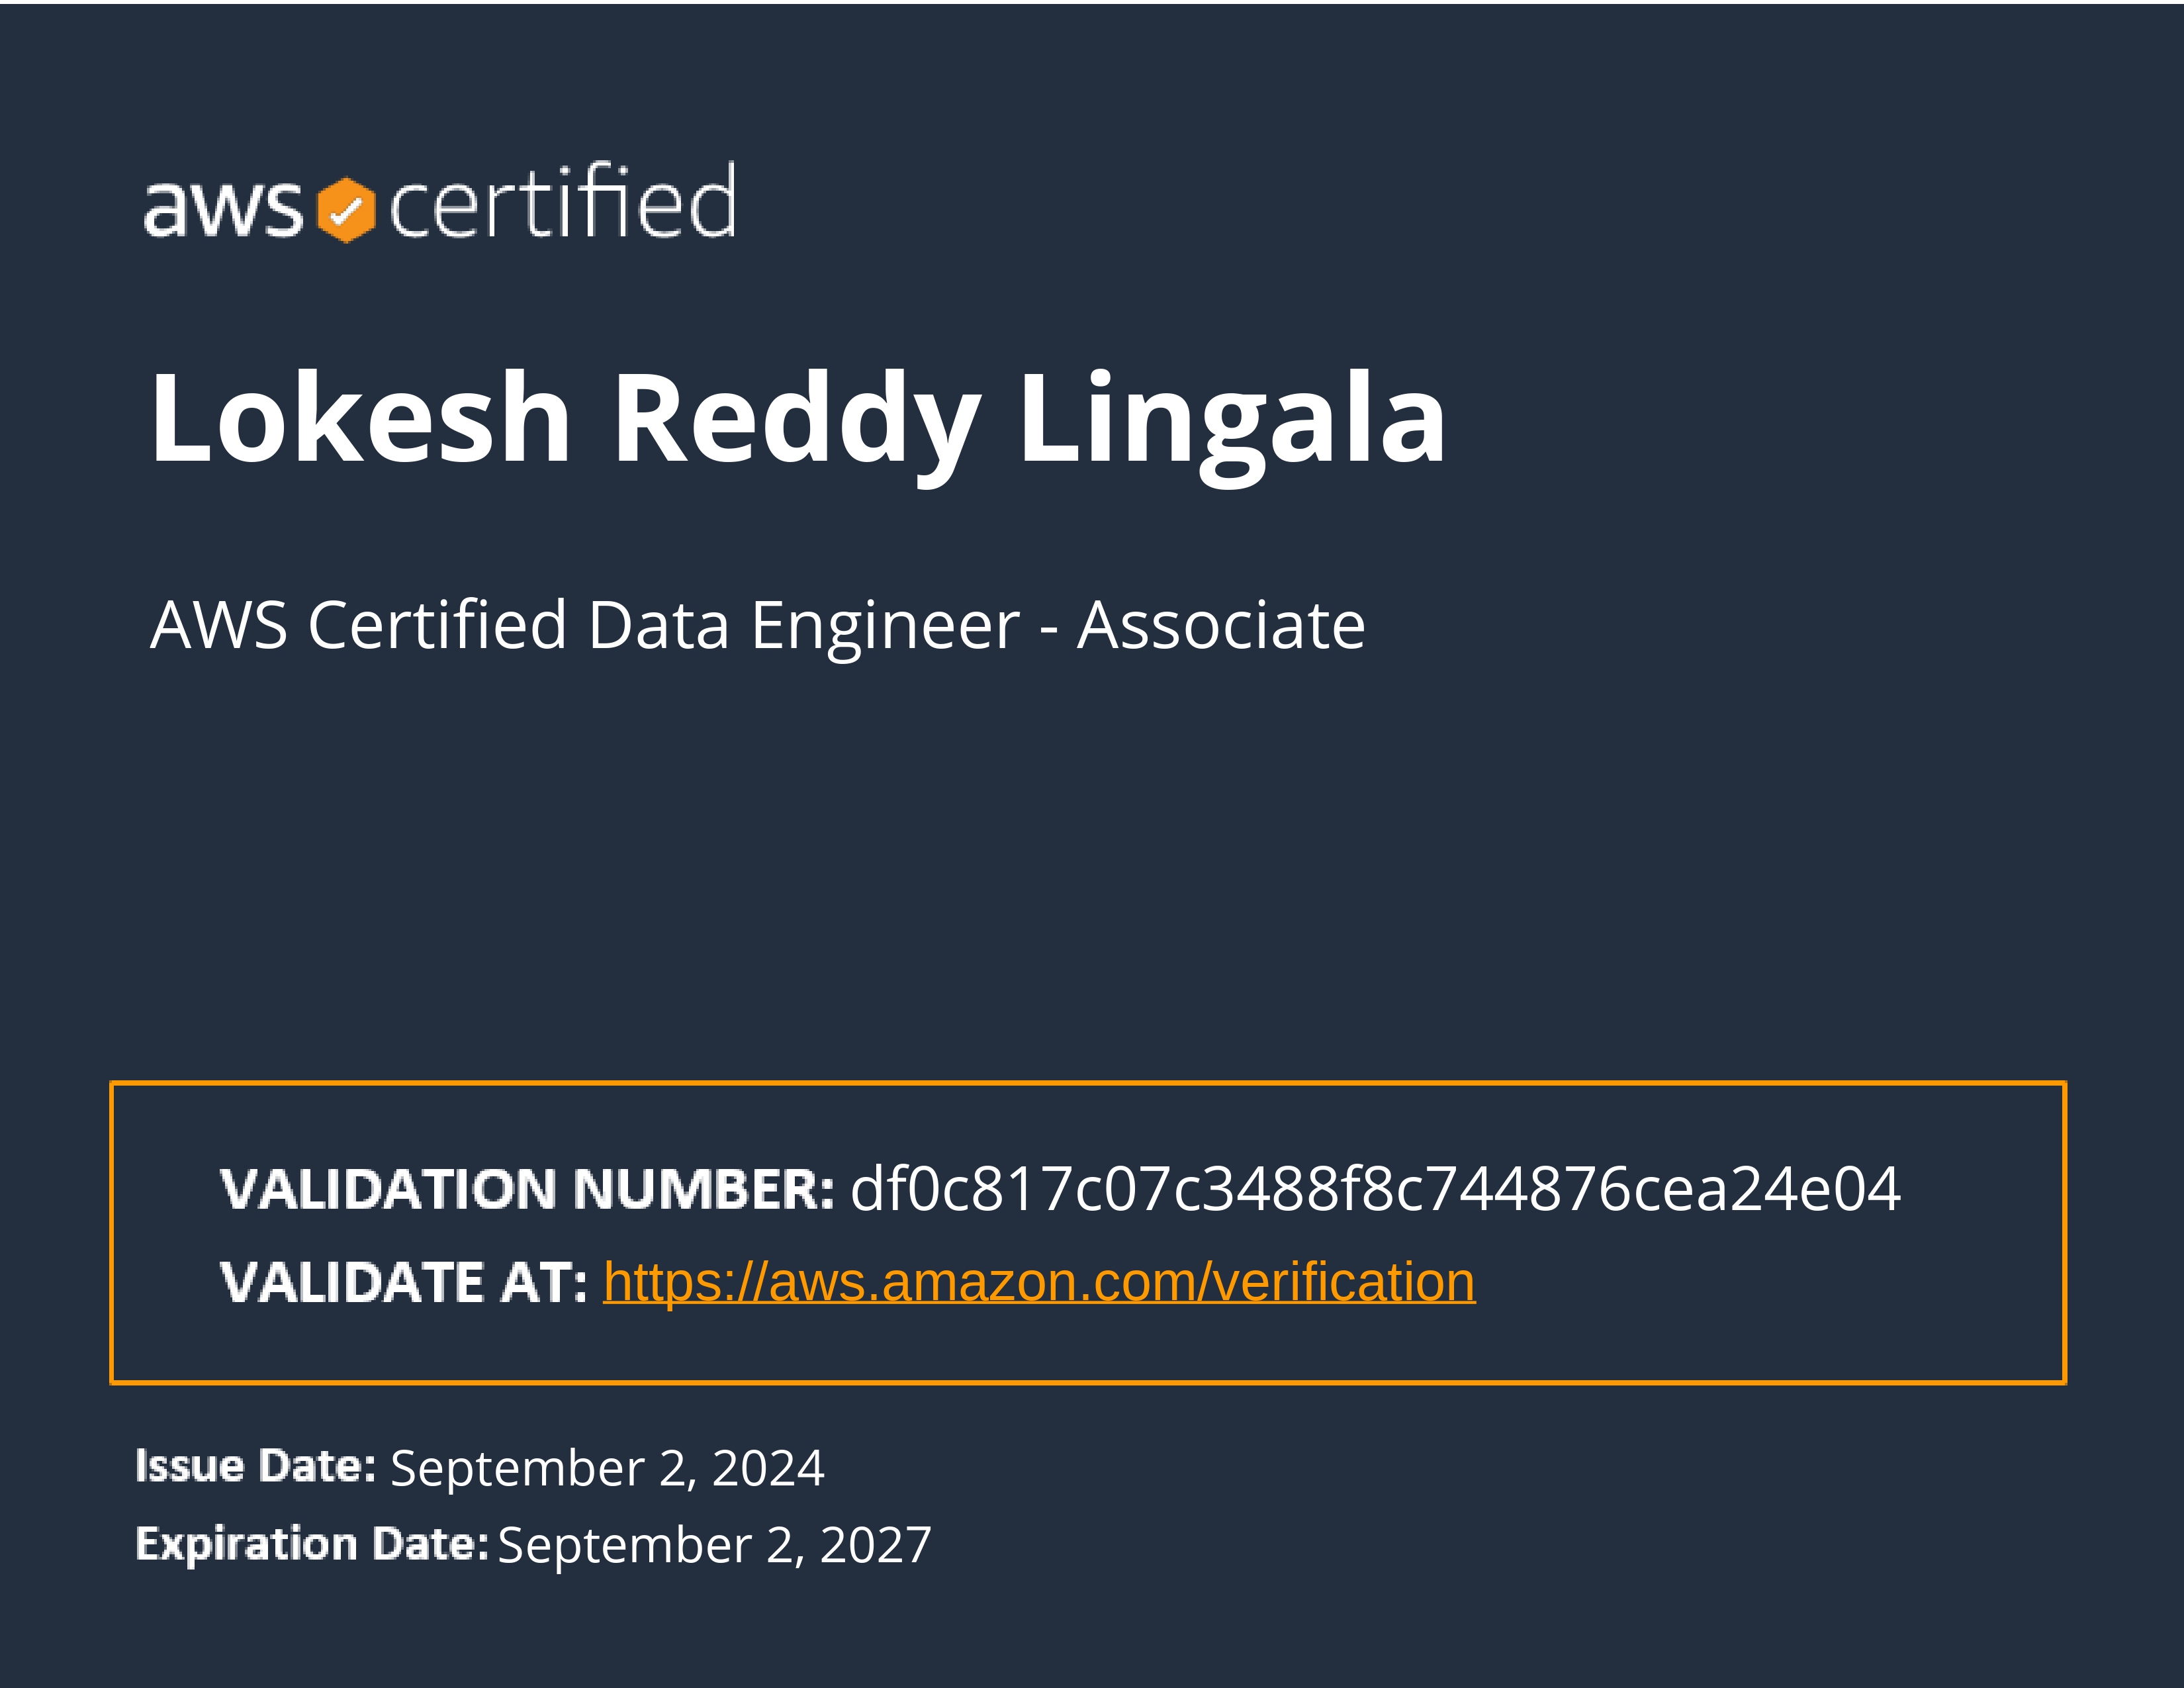 aws certified
Lokesh Reddy Lingala
AWS Certified Data Engineer - Associate
VALIDATION NUMBER: df0c817c07c3488f8c744876cea24e04
VALIDATE AT: https://aws.amazon.com/verification
Issue Date: September 2, 2024
Expiration Date: September 2, 2027